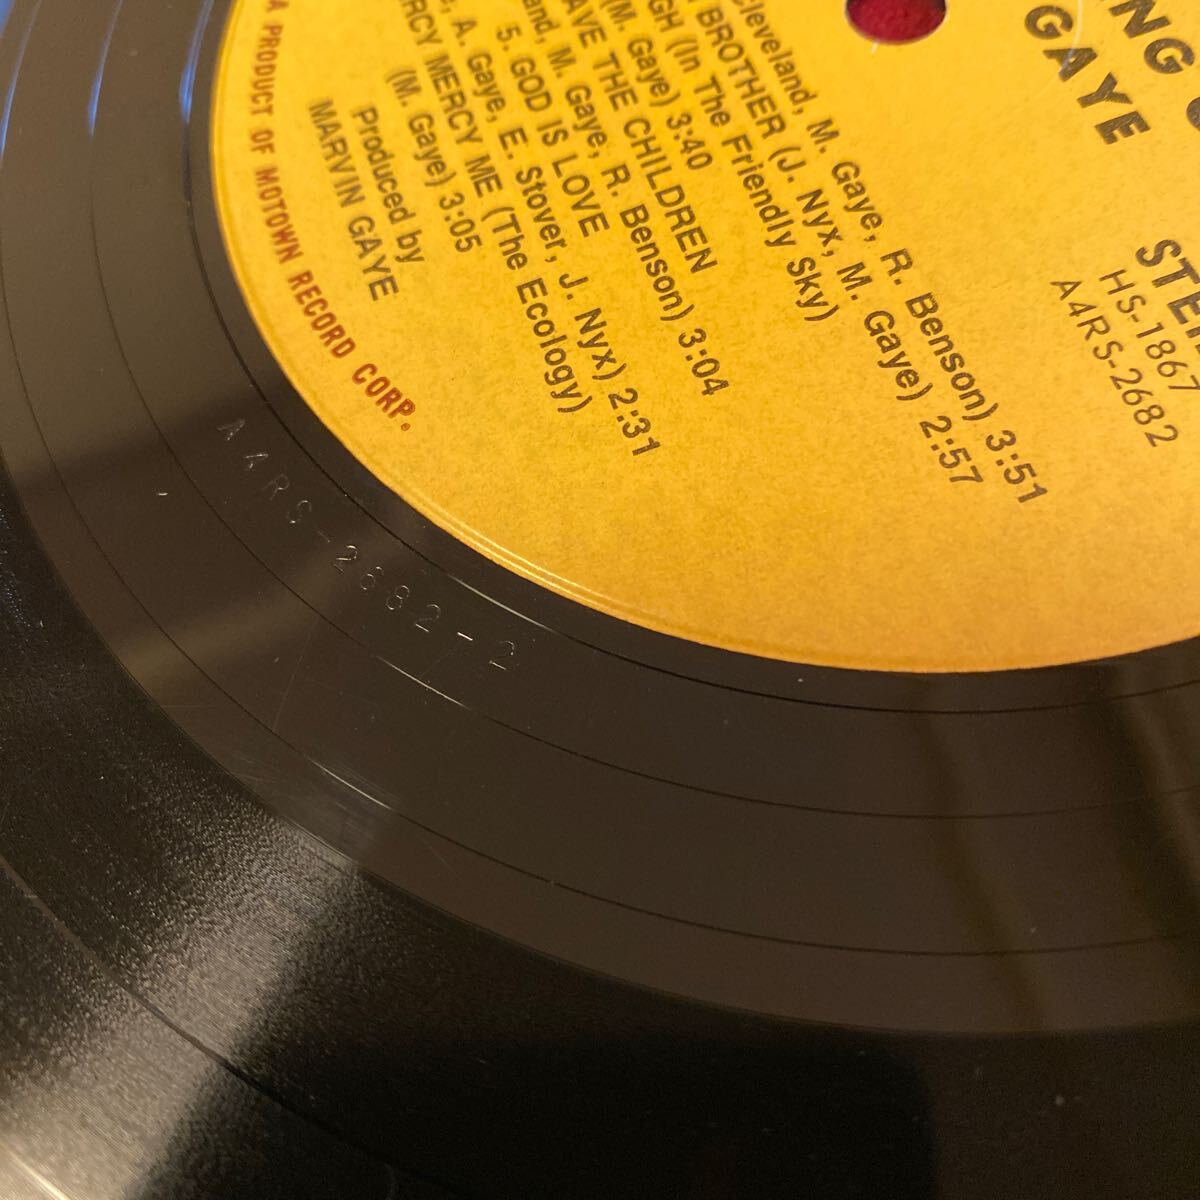 GAYE
STE
HS-1867
A4RS-2682
Cleveland, M. Gaye, R. Benson) 3:51
BROTHER (J. Nyx, M. Gaye) 2:57
(In The Friendly Sky)
(M. Gaye) 3:40
THE CHILDREN
M. Gaye, R. Benson) 3:04
5. GOD IS LOVE
A. Gaye, E. Stover, J. Nyx) 2:31
MERCY ME (The Ecology)
(M. Gaye) 3:05
Produced by
MARVIN GAYE
A PRODUCT OF MOTOWN RECORD CORP.
A4RS-2682-2